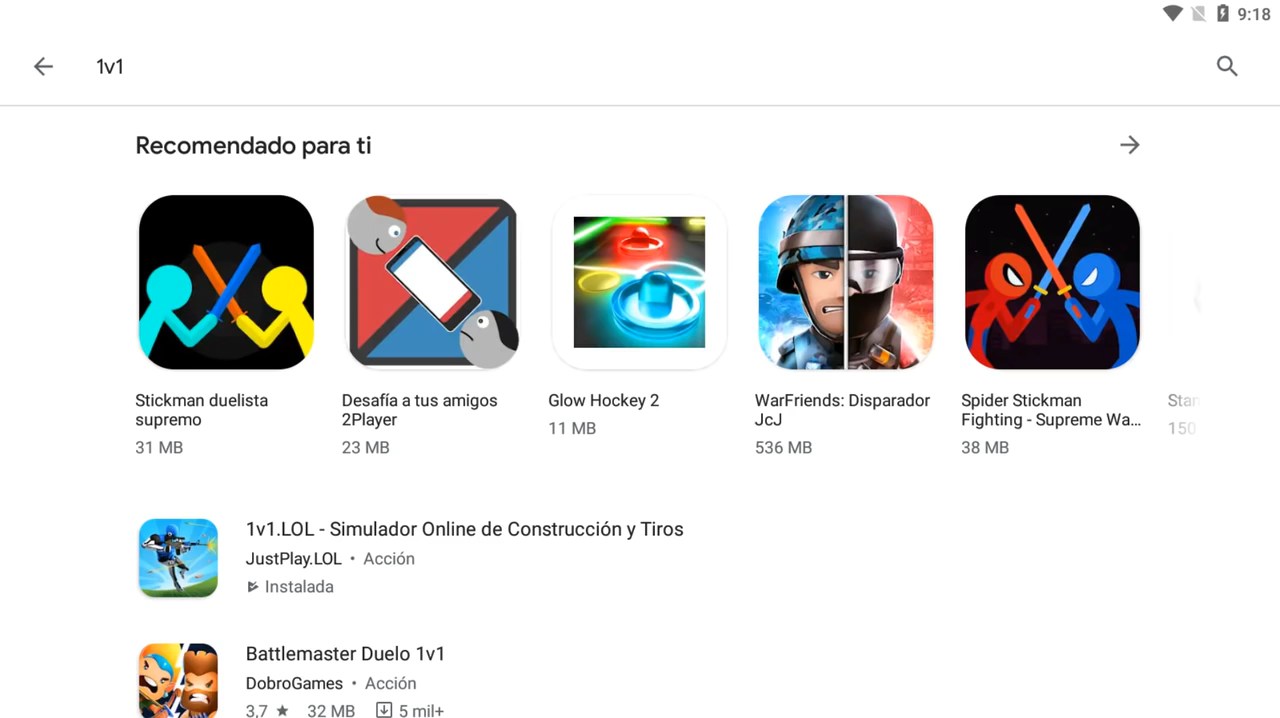 9:18
1v1
Recomendado para ti
Stickman duelista
supremo
31 MB
Desafía a tus amigos
2Player
23 MB
Glow Hockey 2
11 MB
WarFriends: Disparador
JcJ
536 MB
Spider Stickman
Fighting - Supreme Wa...
38 MB
Stan
150
1v1.LOL - Simulador Online de Construcción y Tiros
JustPlay.LOL • Acción
Instalada
Battlemaster Duelo 1v1
DobroGames • Acción
3,7 ★ 32 MB 5 mil+